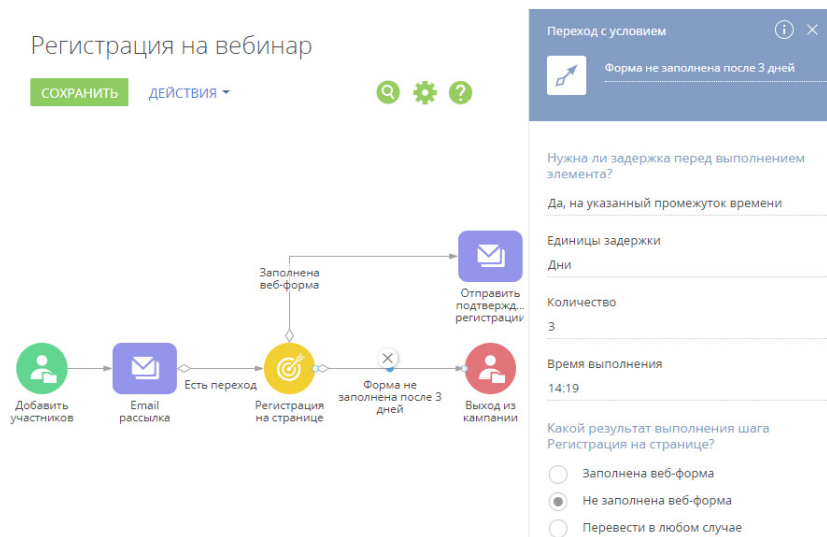 Регистрация на вебинар
СОХРАНИТЬ
ДЕЙСТВИЯ
?
Заполнена
веб-форма
Отправить
подтвержд...
регистрации
Есть переход
Форма не
заполнена после 3
дней
Добавить
участников
Email
рассылка
Регистрация
на странице
Выход из
кампании
Переход с условием
i
Форма не заполнена после 3 дней
Нужна ли задержка перед выполнением
элемента?
Да, на указанный промежуток времени
Единицы задержки
Дни
Количество
3
Время выполнения
14:19
Какой результат выполнения шага
Регистрация на странице?
Заполнена веб-форма
Не заполнена веб-форма
Перевести в любом случае